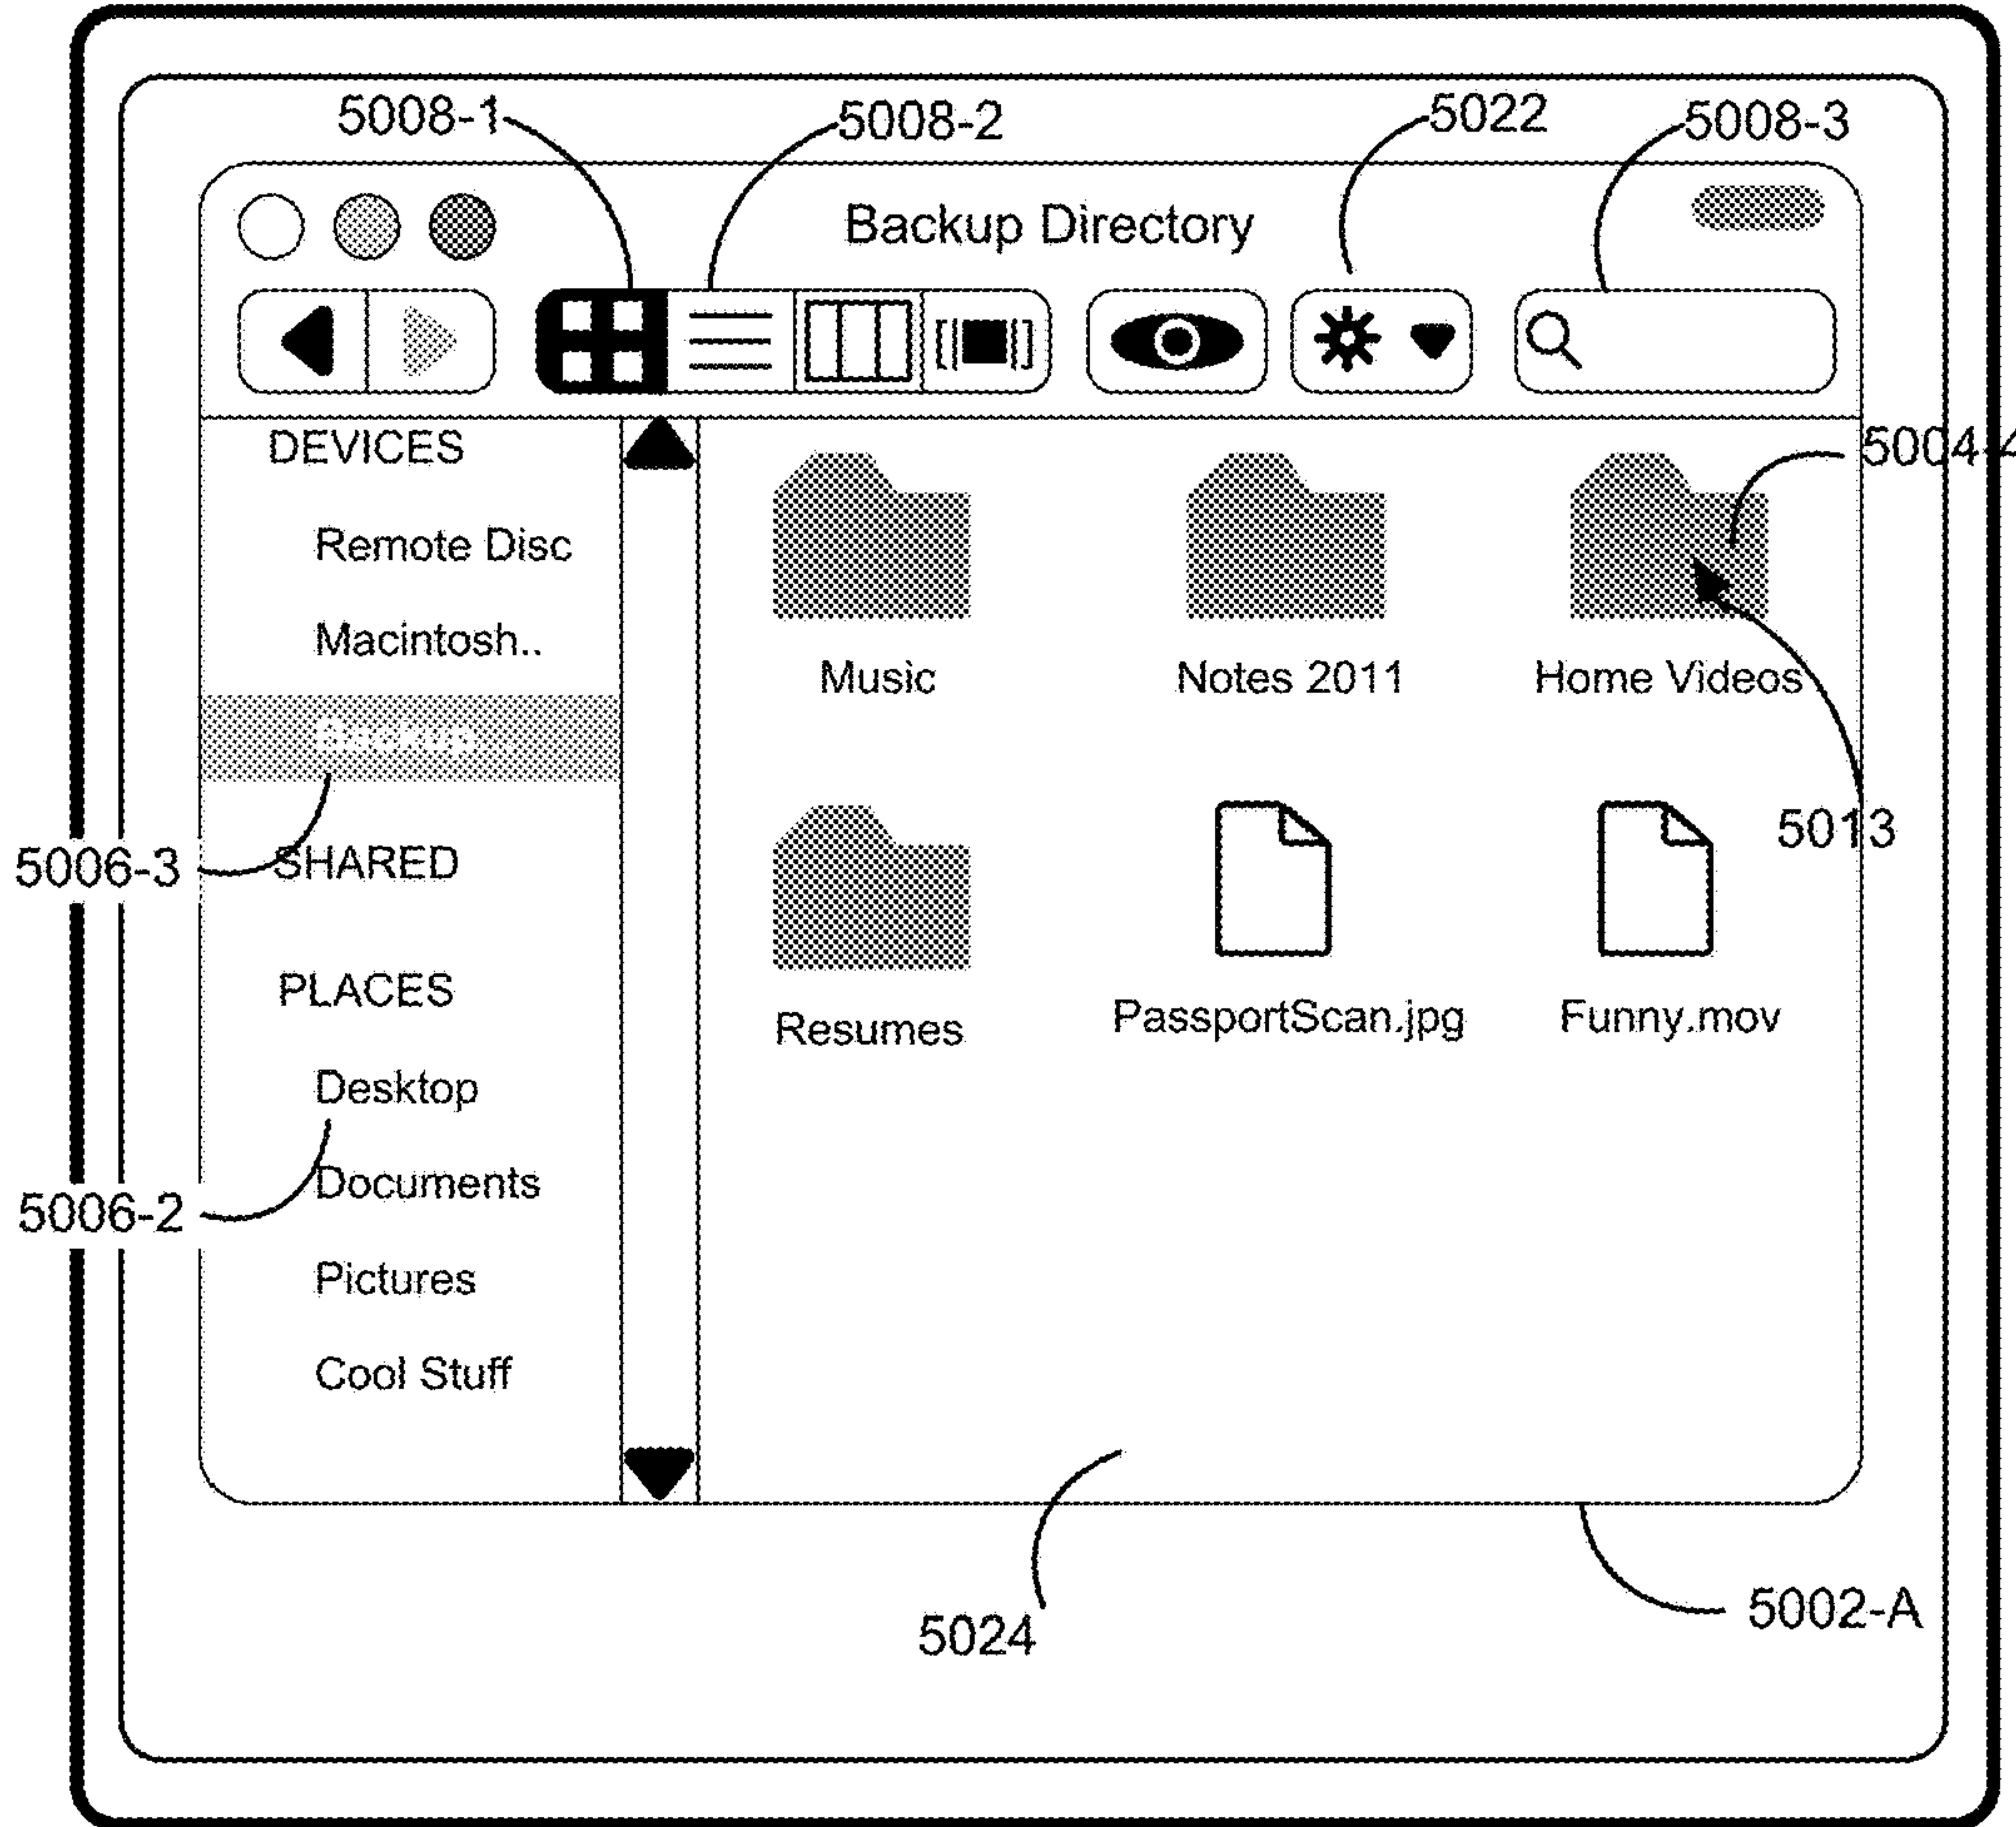 5008-1
5008-2
5022
5008-3
Backup Directory
DEVICES
5004-4
Remote Disc
Macintosh..
Music
Notes 2011
Home Videos
Backup...
5013
5006-3
SHARED
PLACES
Resumes
PassportScan.jpg
Funny.mov
Desktop
Documents
5006-2
Pictures
Cool Stuff
5024
5002-A